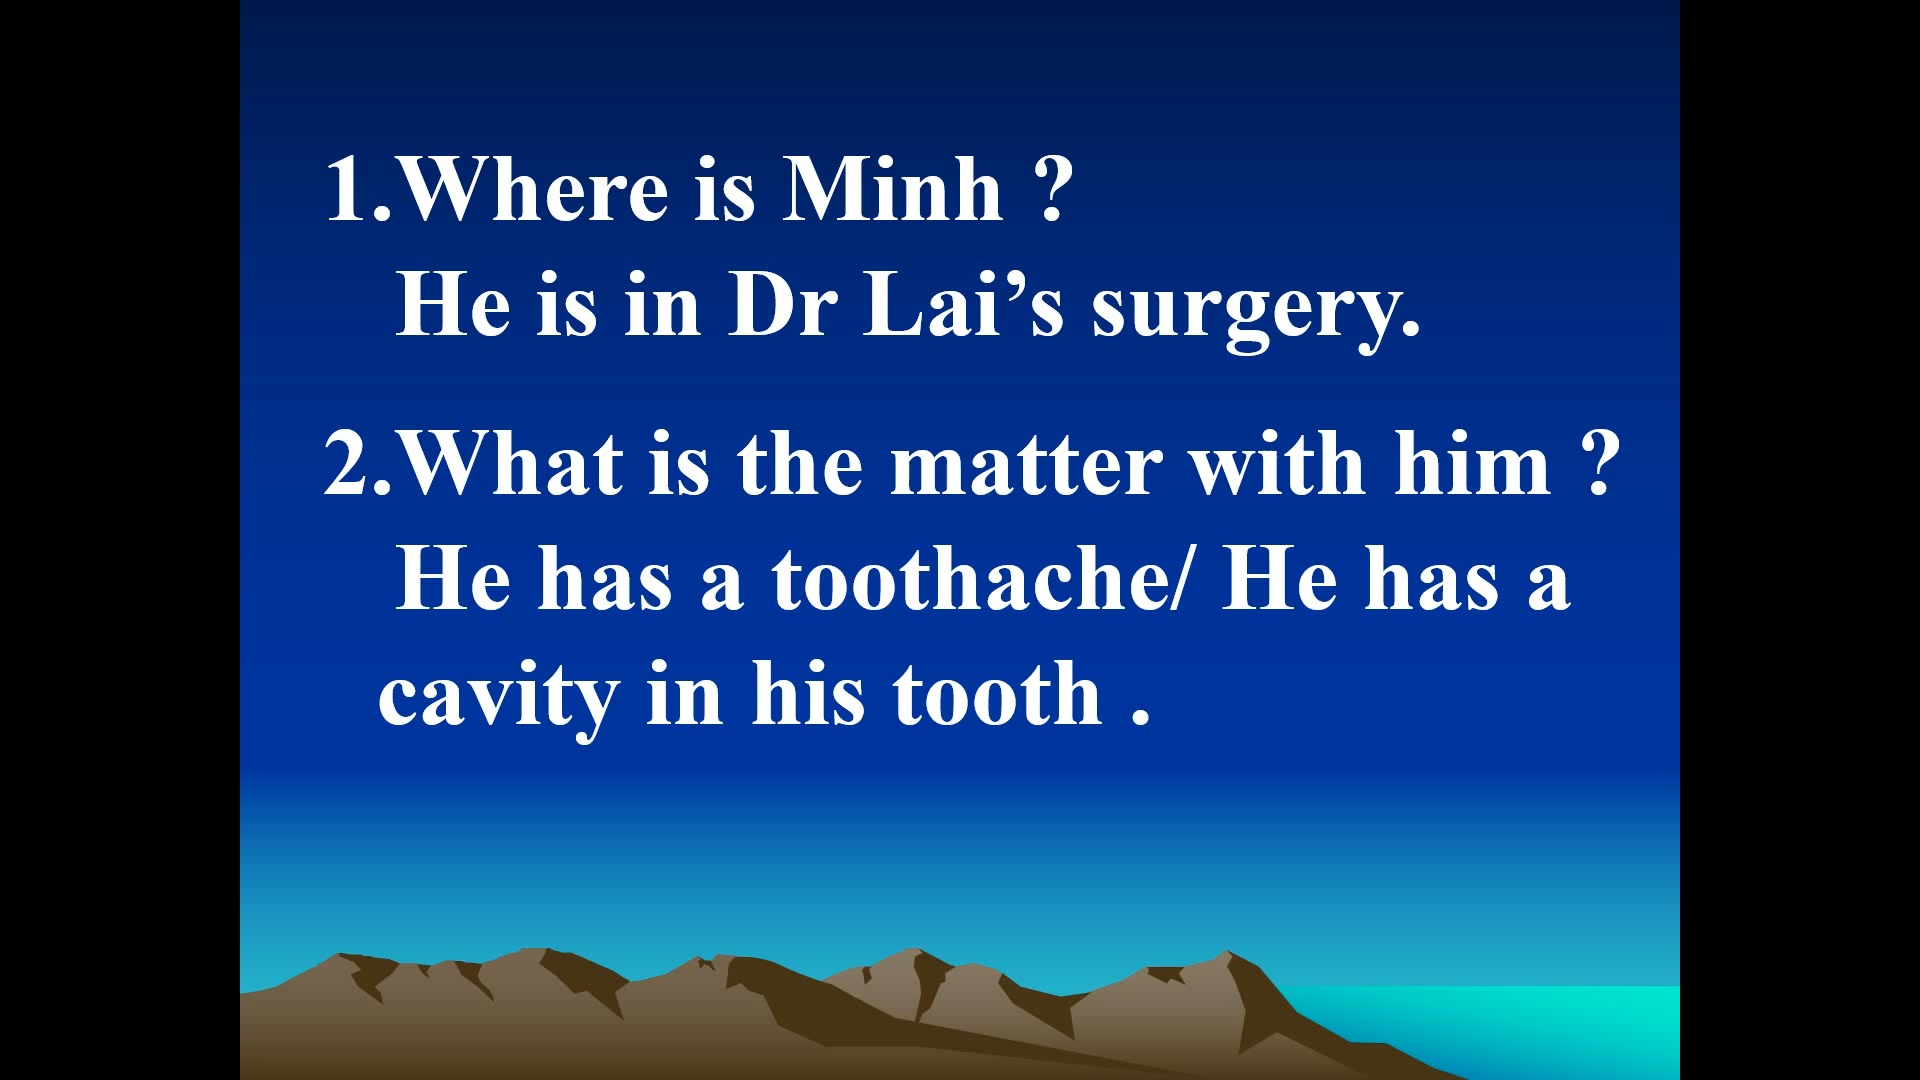 1.Where is Minh ?
He is in Dr Lai’s surgery.
2.What is the matter with him ?
He has a toothache/ He has a
cavity in his tooth .